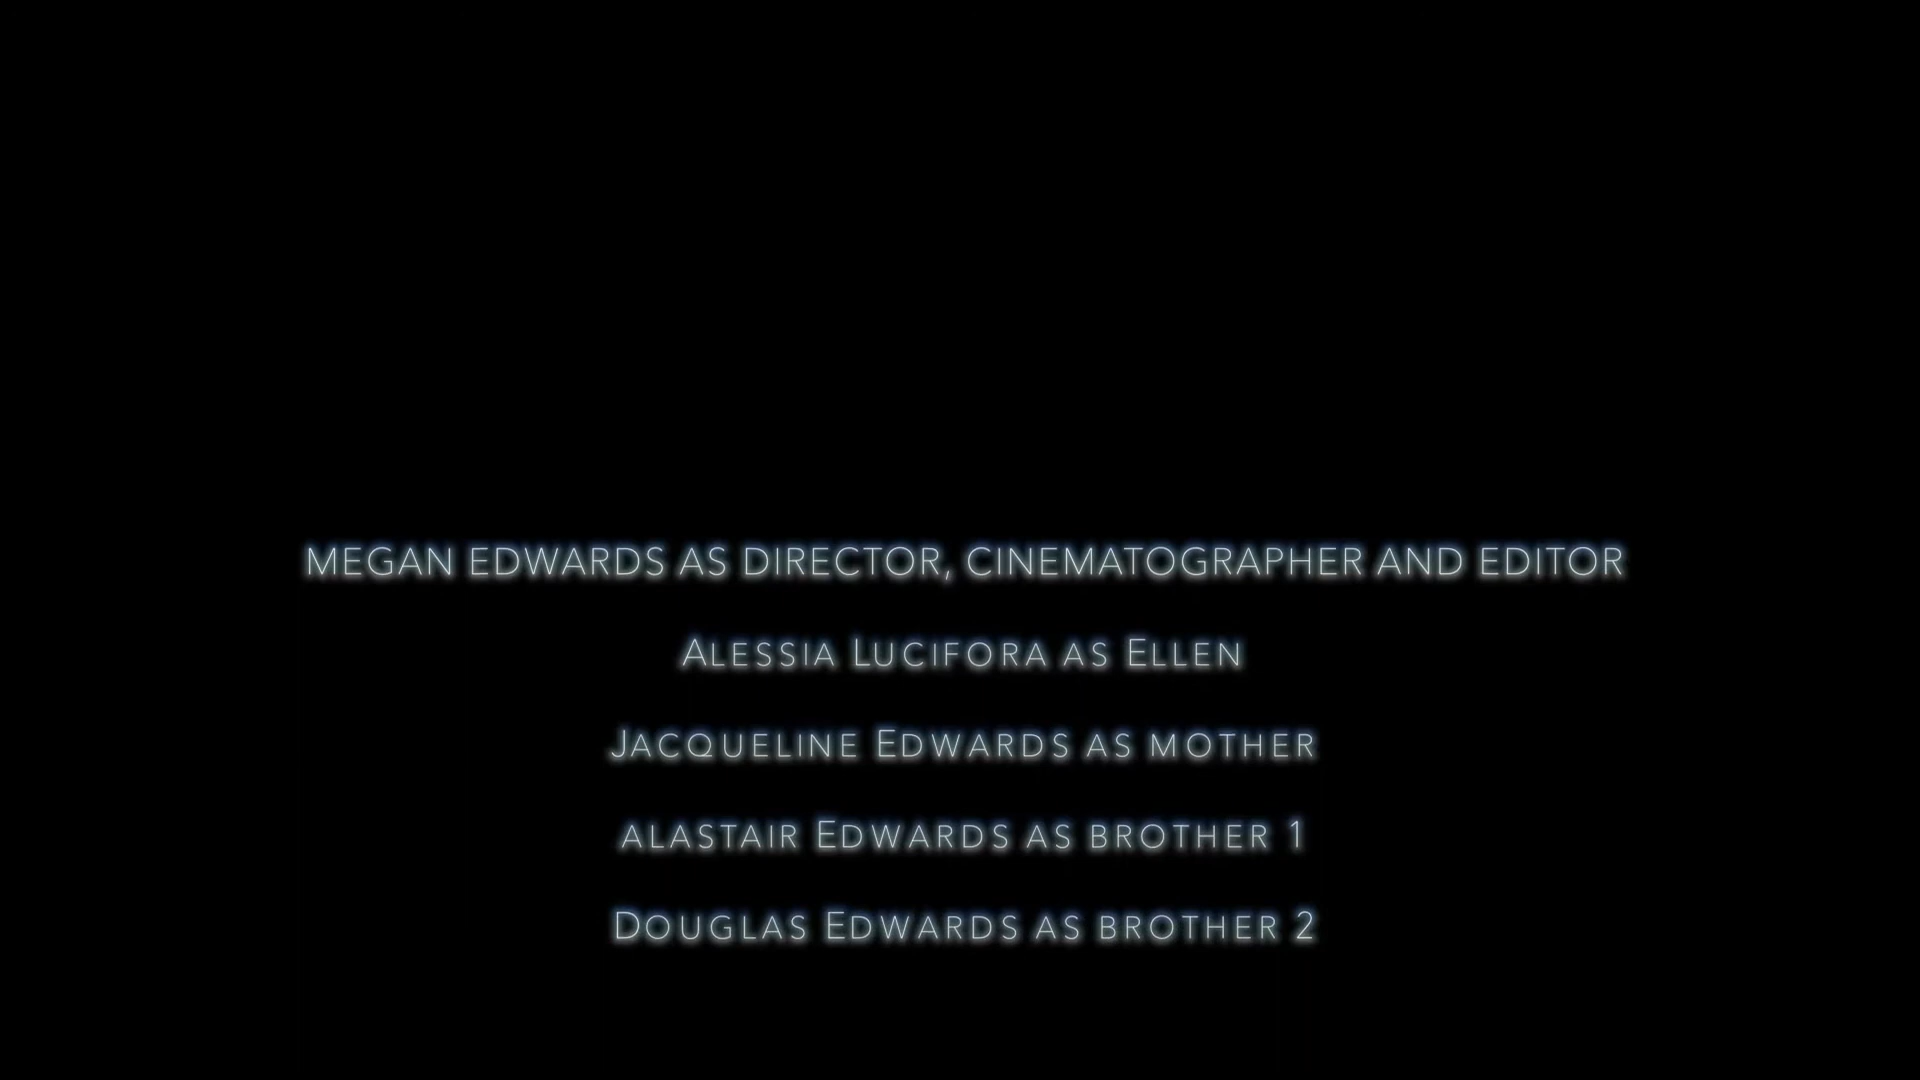 MEGAN EDWARDS AS DIRECTOR, CINEMATOGRAPHER AND EDITOR
ALESSIA LUCIFORA AS ELLEN
JACQUELINE EDWARDS AS MOTHER
ALASTAIR EDWARDS AS BROTHER 1
DOUGLAS EDWARDS AS BROTHER 2